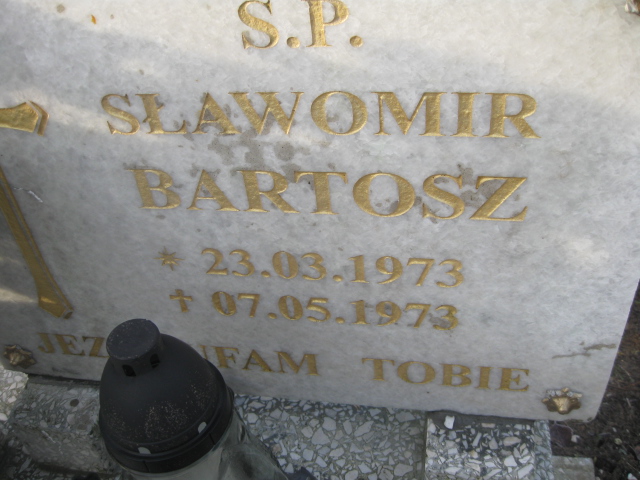 Ś.P.
SŁAWOMIR
BARTOSZ
* 23.03.1973
† 07.05.1973
UFAM TOBIE